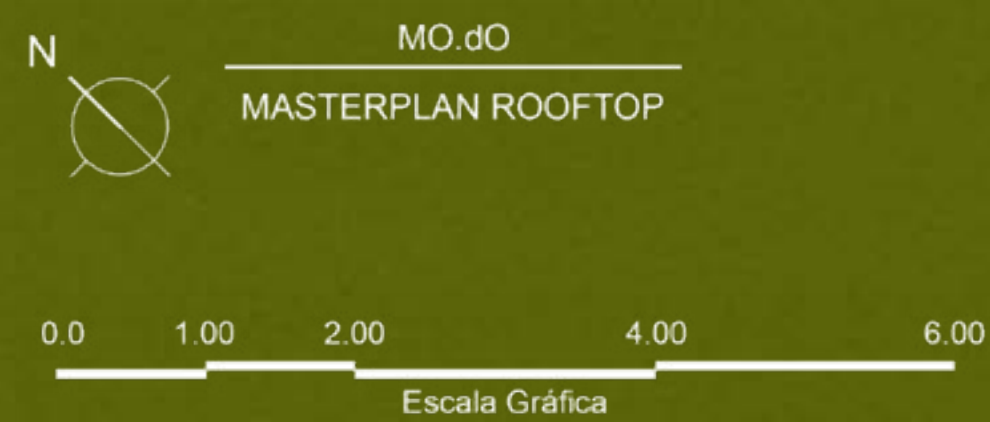 N
MO.dO
MASTERPLAN ROOFTOP
0.0 1.00 2.00 4.00 6.00
Escala Gráfica